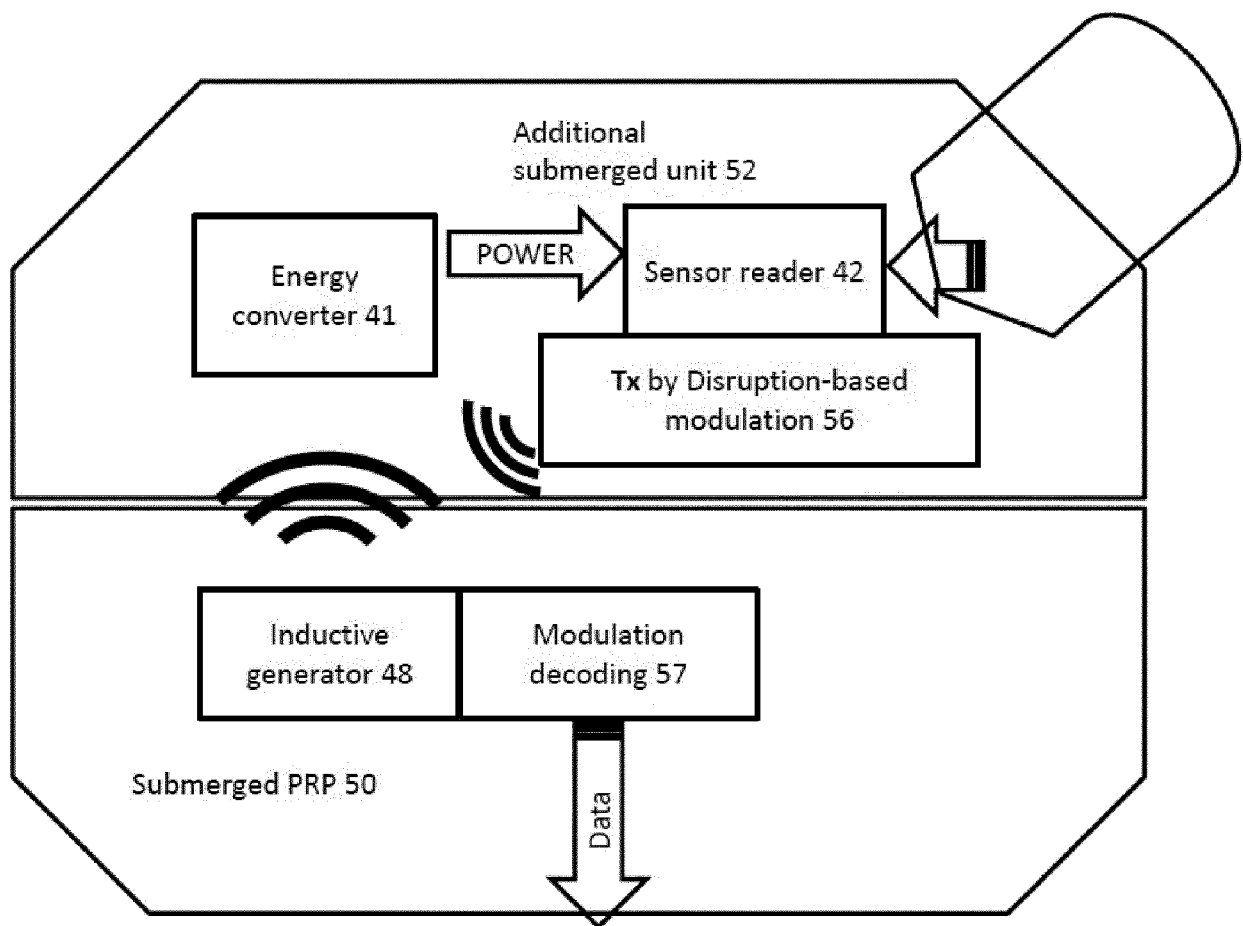 Additional
submerged unit 52
POWER
Energy
converter 41
Sensor reader 42
Tx by Disruption-based
modulation 56
Inductive
generator 48
Modulation
decoding 57
Submerged PRP 50
Data